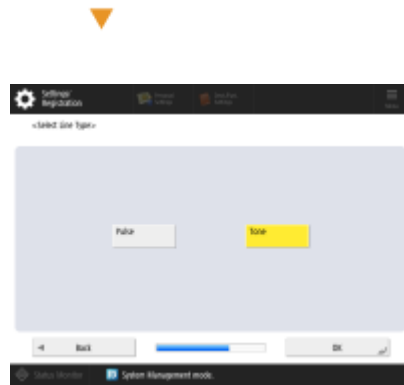 Settings/
Registration
<Select Line Type>
Pulse
Tone
Back
OK
Status Monitor
System Management mode.